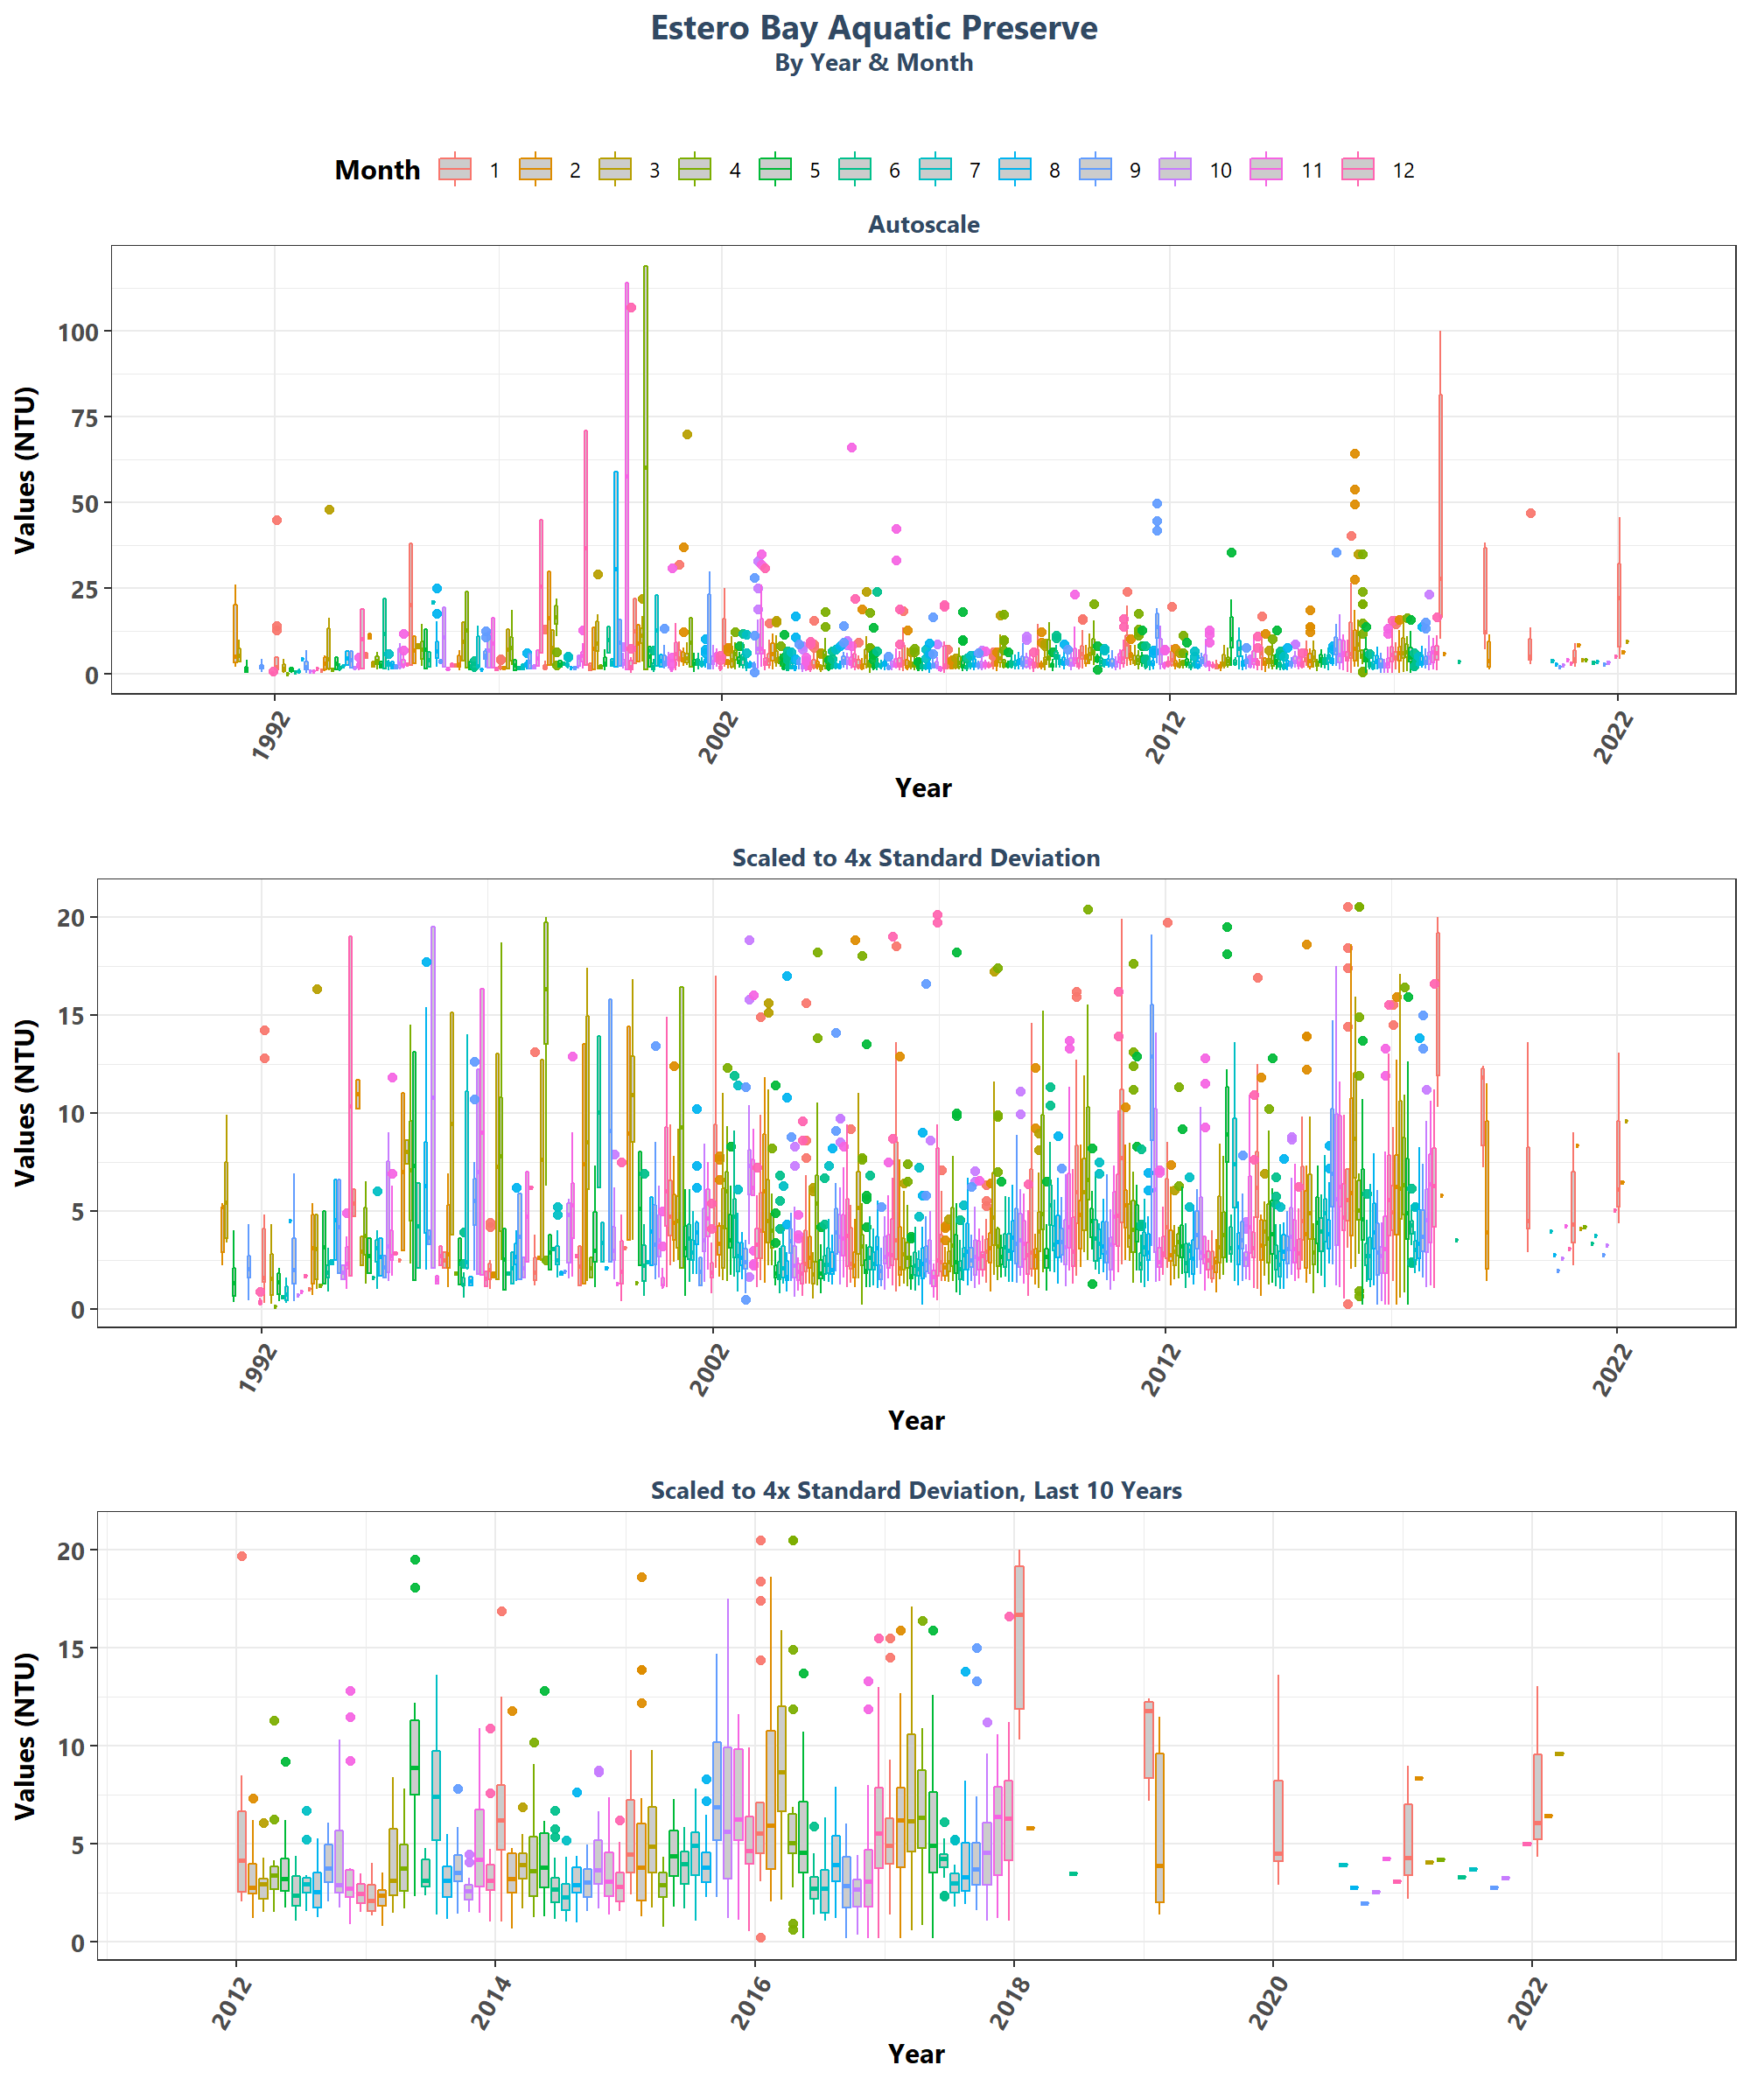 Estero Bay Aquatic Preserve
By Year & Month
Month 1 2 3 4 5 6 7 8 9 10 11 12
Autoscale
Values (NTU)
100
75
50
25
0
1992 2002 2012 2022
Year
Scaled to 4x Standard Deviation
Values (NTU)
20
15
10
5
0
1992 2002 2012 2022
Year
Scaled to 4x Standard Deviation, Last 10 Years
Values (NTU)
20
15
10
5
0
2012 2014 2016 2018 2020 2022
Year